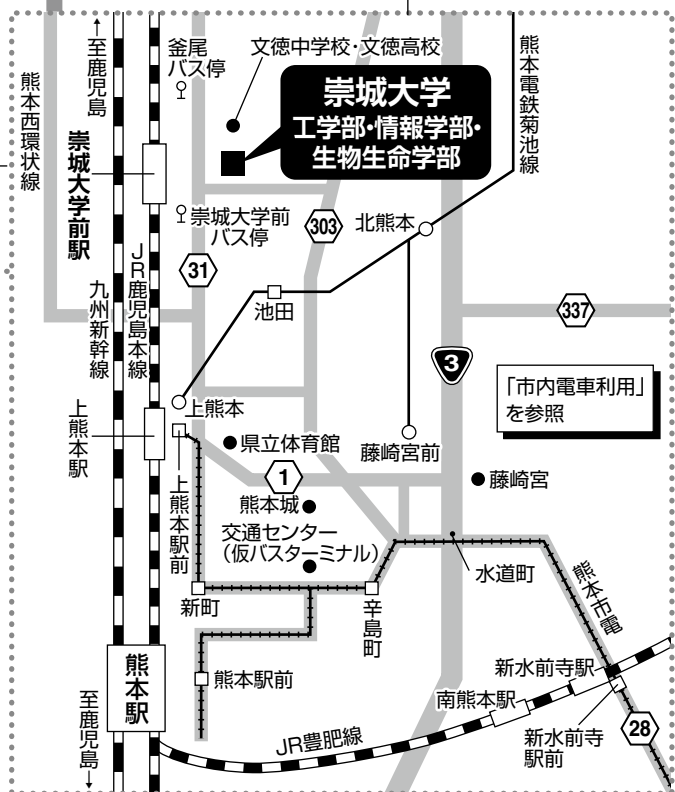 至鹿児島
釜尾
バス停
文徳中学校・文徳高校
熊本電鉄菊池線
熊本西環状線
崇城大学
工学部・情報学部・
生物生命学部
崇城大学前駅
崇城大学前
バス停
303
北熊本
31
JR鹿児島本線
九州新幹線
池田
337
3
「市内電車利用」
を参照
上熊本
上熊本駅
県立体育館
藤崎宮前
1
藤崎宮
上熊本駅前
熊本城
交通センター
（仮バスターミナル）
水道町
新町
辛島町
熊本市電
熊本駅
熊本駅前
新水前寺駅
南熊本駅
至鹿児島
JR豊肥線
新水前寺
駅前
28